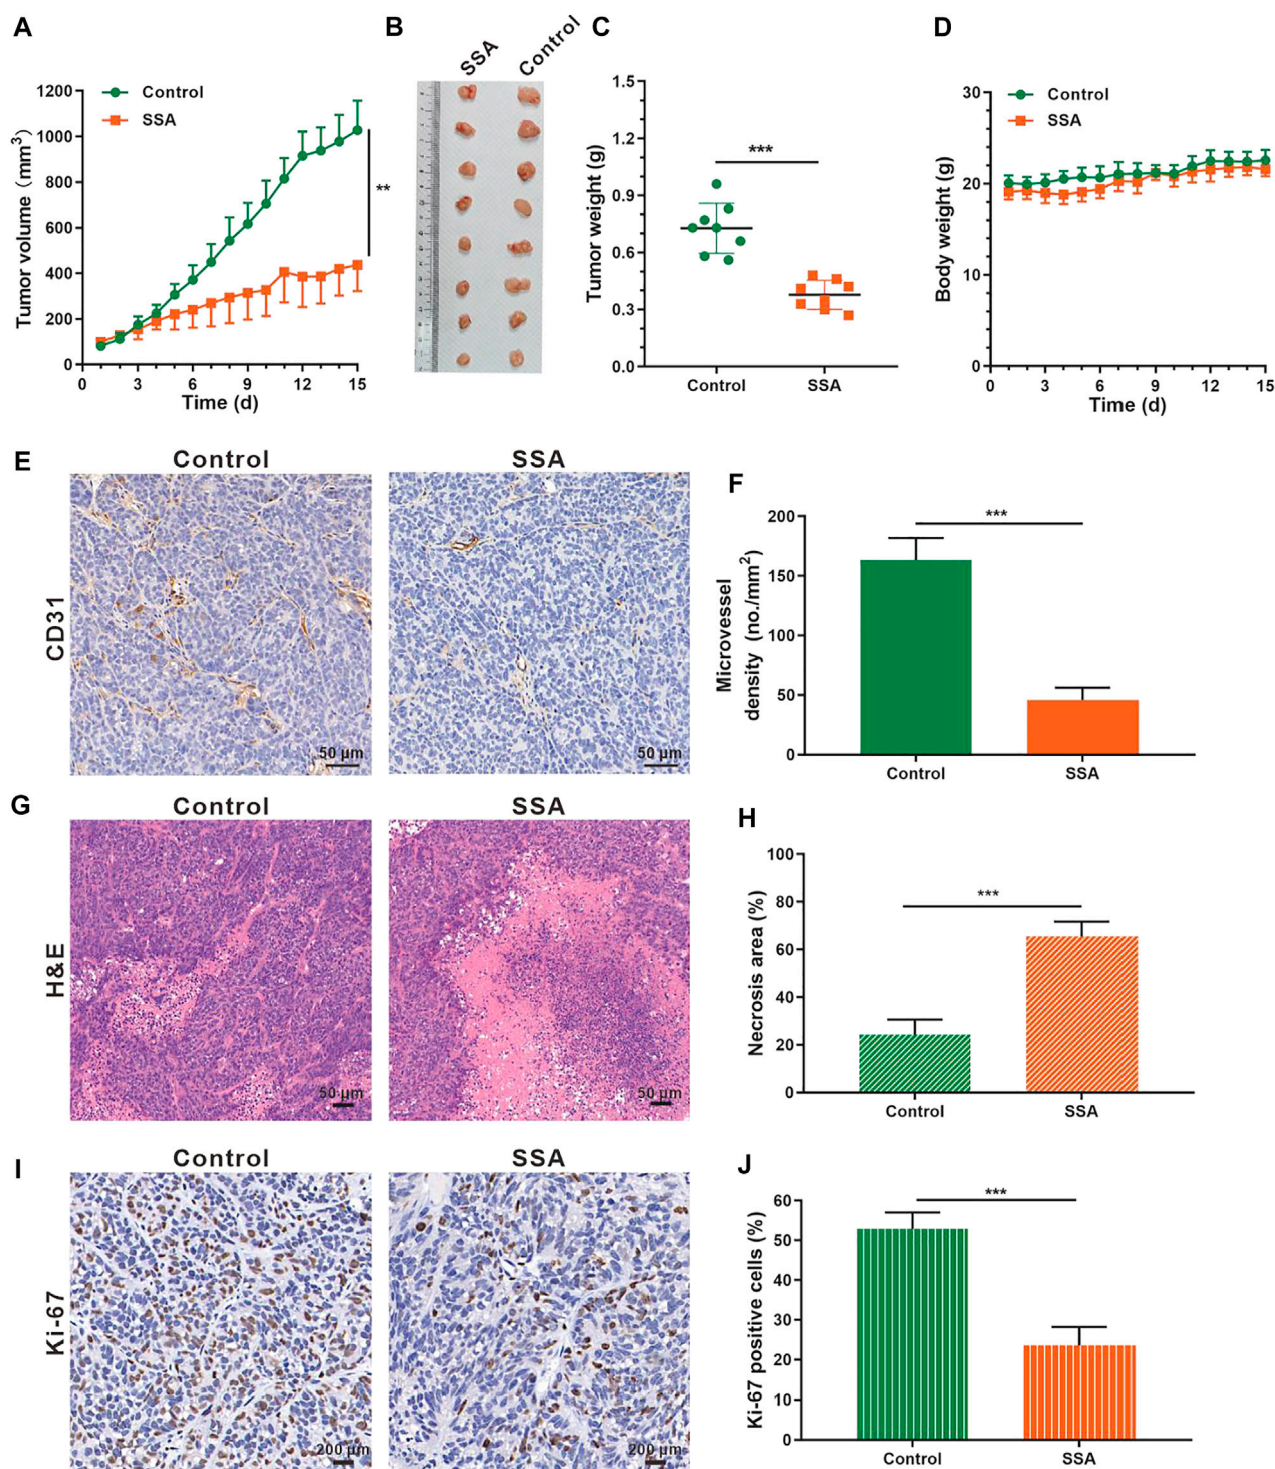 A
B
C
D
SSA
Control
Control
SSA
Tumor volume (mm³)
1200
1000
800
600
400
200
0
**
0
3
6
9
12
15
Time (d)
Tumor weight (g)
1.5
1.2
0.9
0.6
0.3
0.0
***
Control
SSA
Control
SSA
Body weight (g)
30
20
10
0
0
3
6
9
12
15
Time (d)
E
Control
SSA
CD31
50 µm
50 µm
F
Microvessel
density (no./mm²)
200
150
100
50
0
***
Control
SSA
G
Control
SSA
H&E
50 µm
50 µm
H
Necrosis area (%)
100
80
60
40
20
0
***
Control
SSA
I
Control
SSA
Ki-67
200 µm
200 µm
J
Ki-67 positive cells (%)
60
50
40
30
20
10
0
***
Control
SSA